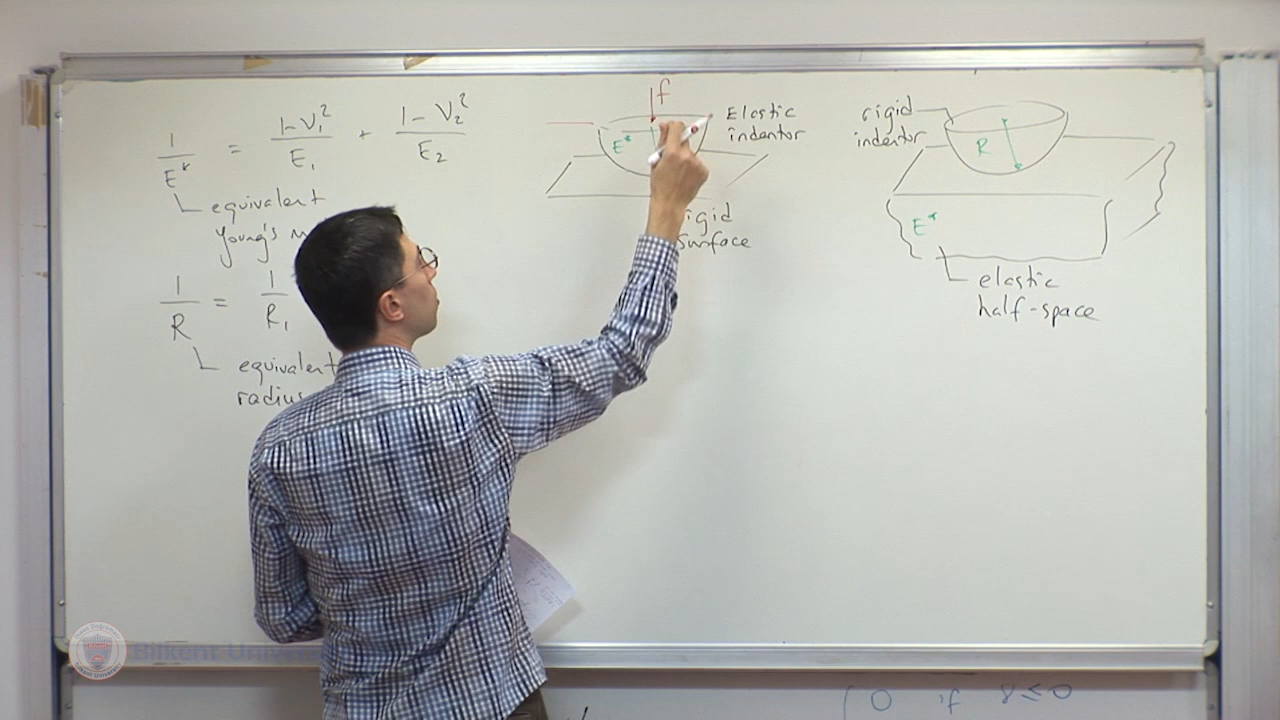 1/E* = 1-ν₁²/E₁ + 1-ν₂²/E₂
equivalent
young's
1/R = 1/R₁
equivalent
radius
f
E*
Elastic
indentor
surface
rigid
indentor
R
E*
elastic
half-space
Bilkent
0 if δ≤0